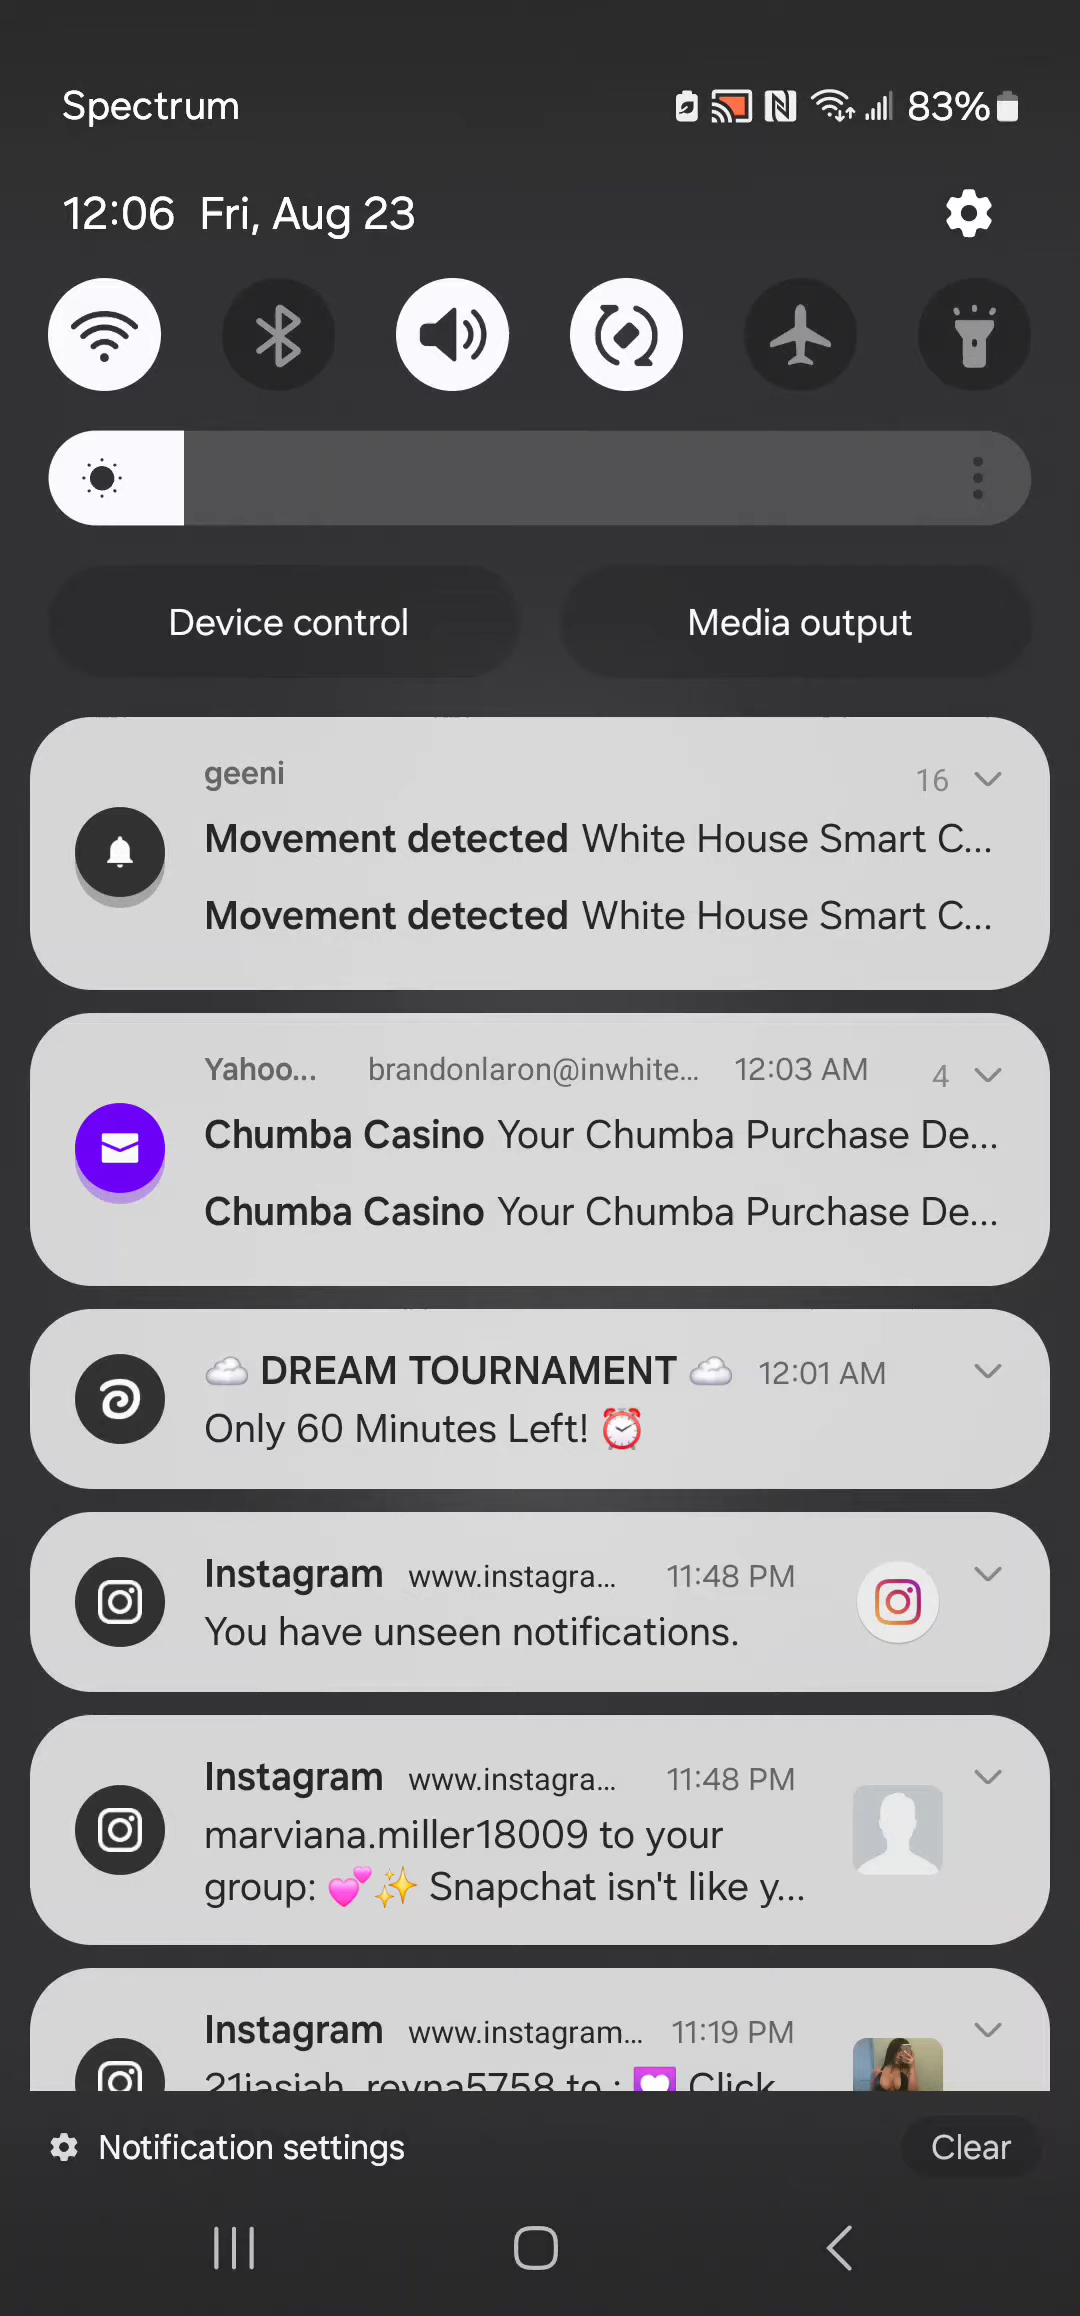 Spectrum
83%
12:06 Fri, Aug 23
Device control
Media output
geeni
16
Movement detected White House Smart C...
Movement detected White House Smart C...
Yahoo... brandonlaron@inwhite... 12:03 AM 4
Chumba Casino Your Chumba Purchase De...
Chumba Casino Your Chumba Purchase De...
☁️ DREAM TOURNAMENT ☁️ 12:01 AM
Only 60 Minutes Left! ⏰
Instagram www.instagra... 11:48 PM
You have unseen notifications.
Instagram www.instagra... 11:48 PM
marviana.miller18009 to your
group: 💕✨ Snapchat isn't like y...
Instagram www.instagram... 11:19 PM
21jasiah_reyna5758 to : 💟 Click
Notification settings
Clear